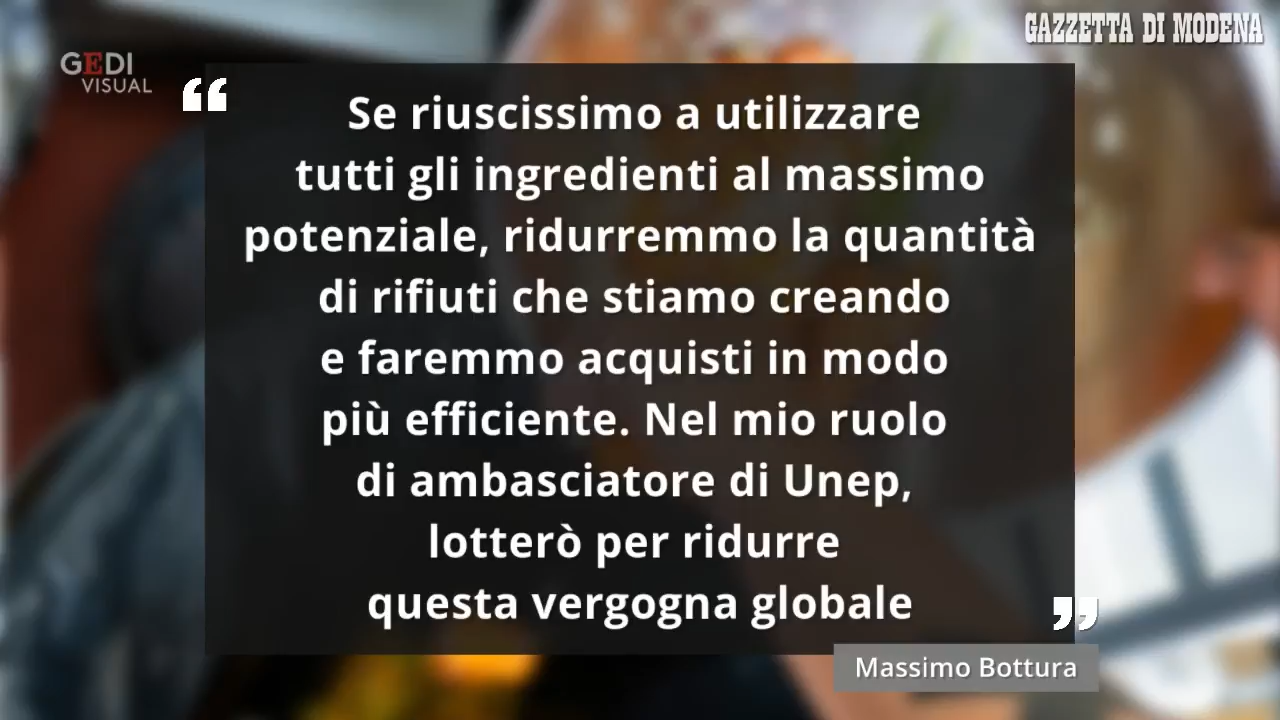 GAZZETTA DI MODENA
GEDI
VISUAL
“
Se riuscissimo a utilizzare
tutti gli ingredienti al massimo
potenziale, ridurremmo la quantità
di rifiuti che stiamo creando
e faremmo acquisti in modo
più efficiente. Nel mio ruolo
di ambasciatore di Unep,
lotterò per ridurre
questa vergogna globale
”
Massimo Bottura